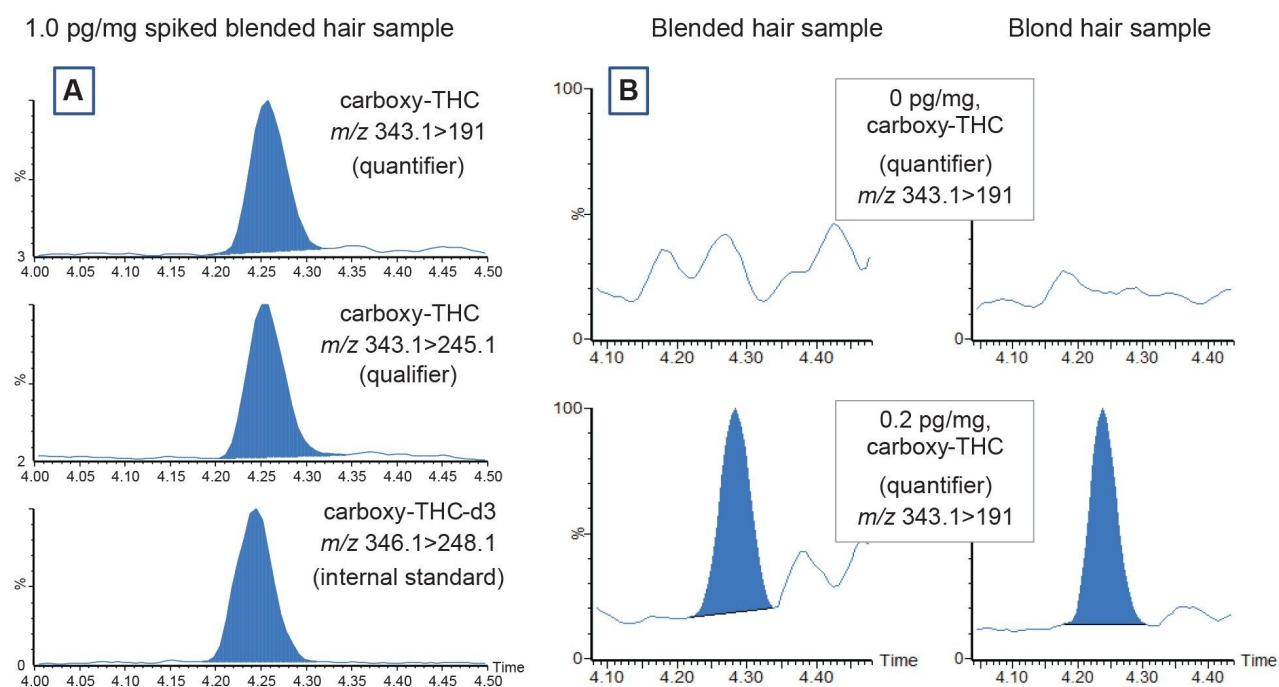 1.0 pg/mg spiked blended hair sample
A
carboxy-THC
m/z 343.1>191
(quantifier)
%
3
4.00 4.05 4.10 4.15 4.20 4.25 4.30 4.35 4.40 4.45 4.50
carboxy-THC
m/z 343.1>245.1
(qualifier)
%
2
4.00 4.05 4.10 4.15 4.20 4.25 4.30 4.35 4.40 4.45 4.50
carboxy-THC-d3
m/z 346.1>248.1
(internal standard)
%
0
Time
4.00 4.05 4.10 4.15 4.20 4.25 4.30 4.35 4.40 4.45 4.50
Blended hair sample
Blond hair sample
B
100
%
0
4.10 4.20 4.30 4.40
0 pg/mg,
carboxy-THC
(quantifier)
m/z 343.1>191
0
4.10 4.20 4.30 4.40
100
%
0
Time
4.10 4.20 4.30 4.40
0.2 pg/mg,
carboxy-THC
(quantifier)
m/z 343.1>191
0
Time
4.10 4.20 4.30 4.40